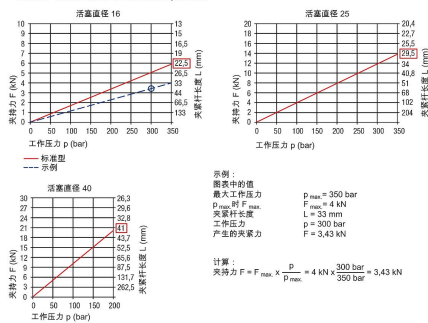 活塞直径 16
夹持力 F (kN)
10
9
8
7
6
5
4
3
2
1
0
13
15
16,5
19
22,5
26,5
33
44
66,5
133
夹紧杆长度 L (mm)
0 50 100 150 200 250 300 350
工作压力 p (bar)
标准型
示例
活塞直径 25
夹持力 F (kN)
20
18
16
14
12
10
8
6
4
2
0
20,4
22,7
25,5
29,5
34
40,8
51
68
102
204
夹紧杆长度 L (mm)
0 50 100 150 200 250 300 350
工作压力 p (bar)
活塞直径 40
夹持力 F (kN)
30
27
24
21
18
15
12
9
6
3
0
26,3
29,6
32,8
41
43,7
52,5
65,6
87,5
131,7
262,5
夹紧杆长度 L (mm)
0 50 100 150 200
工作压力 p (bar)
示例：
图表中的值
最大工作压力 p max. = 350 bar
p max. 时 F max. F max. = 4 kN
夹紧杆长度 L = 33 mm
工作压力 p = 300 bar
产生的夹紧力 F = 3,43 kN
计算：
夹持力 F = F max. x p / p max. = 4 kN x 300 bar / 350 bar = 3,43 kN